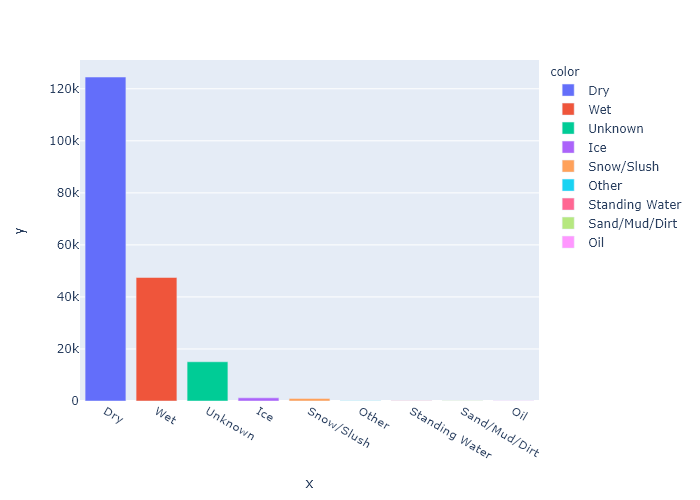 color
Dry
Wet
Unknown
Ice
Snow/Slush
Other
Standing Water
Sand/Mud/Dirt
Oil
y
120k
100k
80k
60k
40k
20k
0
Dry
Wet
Unknown
Ice
Snow/Slush
Other
Standing Water
Sand/Mud/Dirt
Oil
x